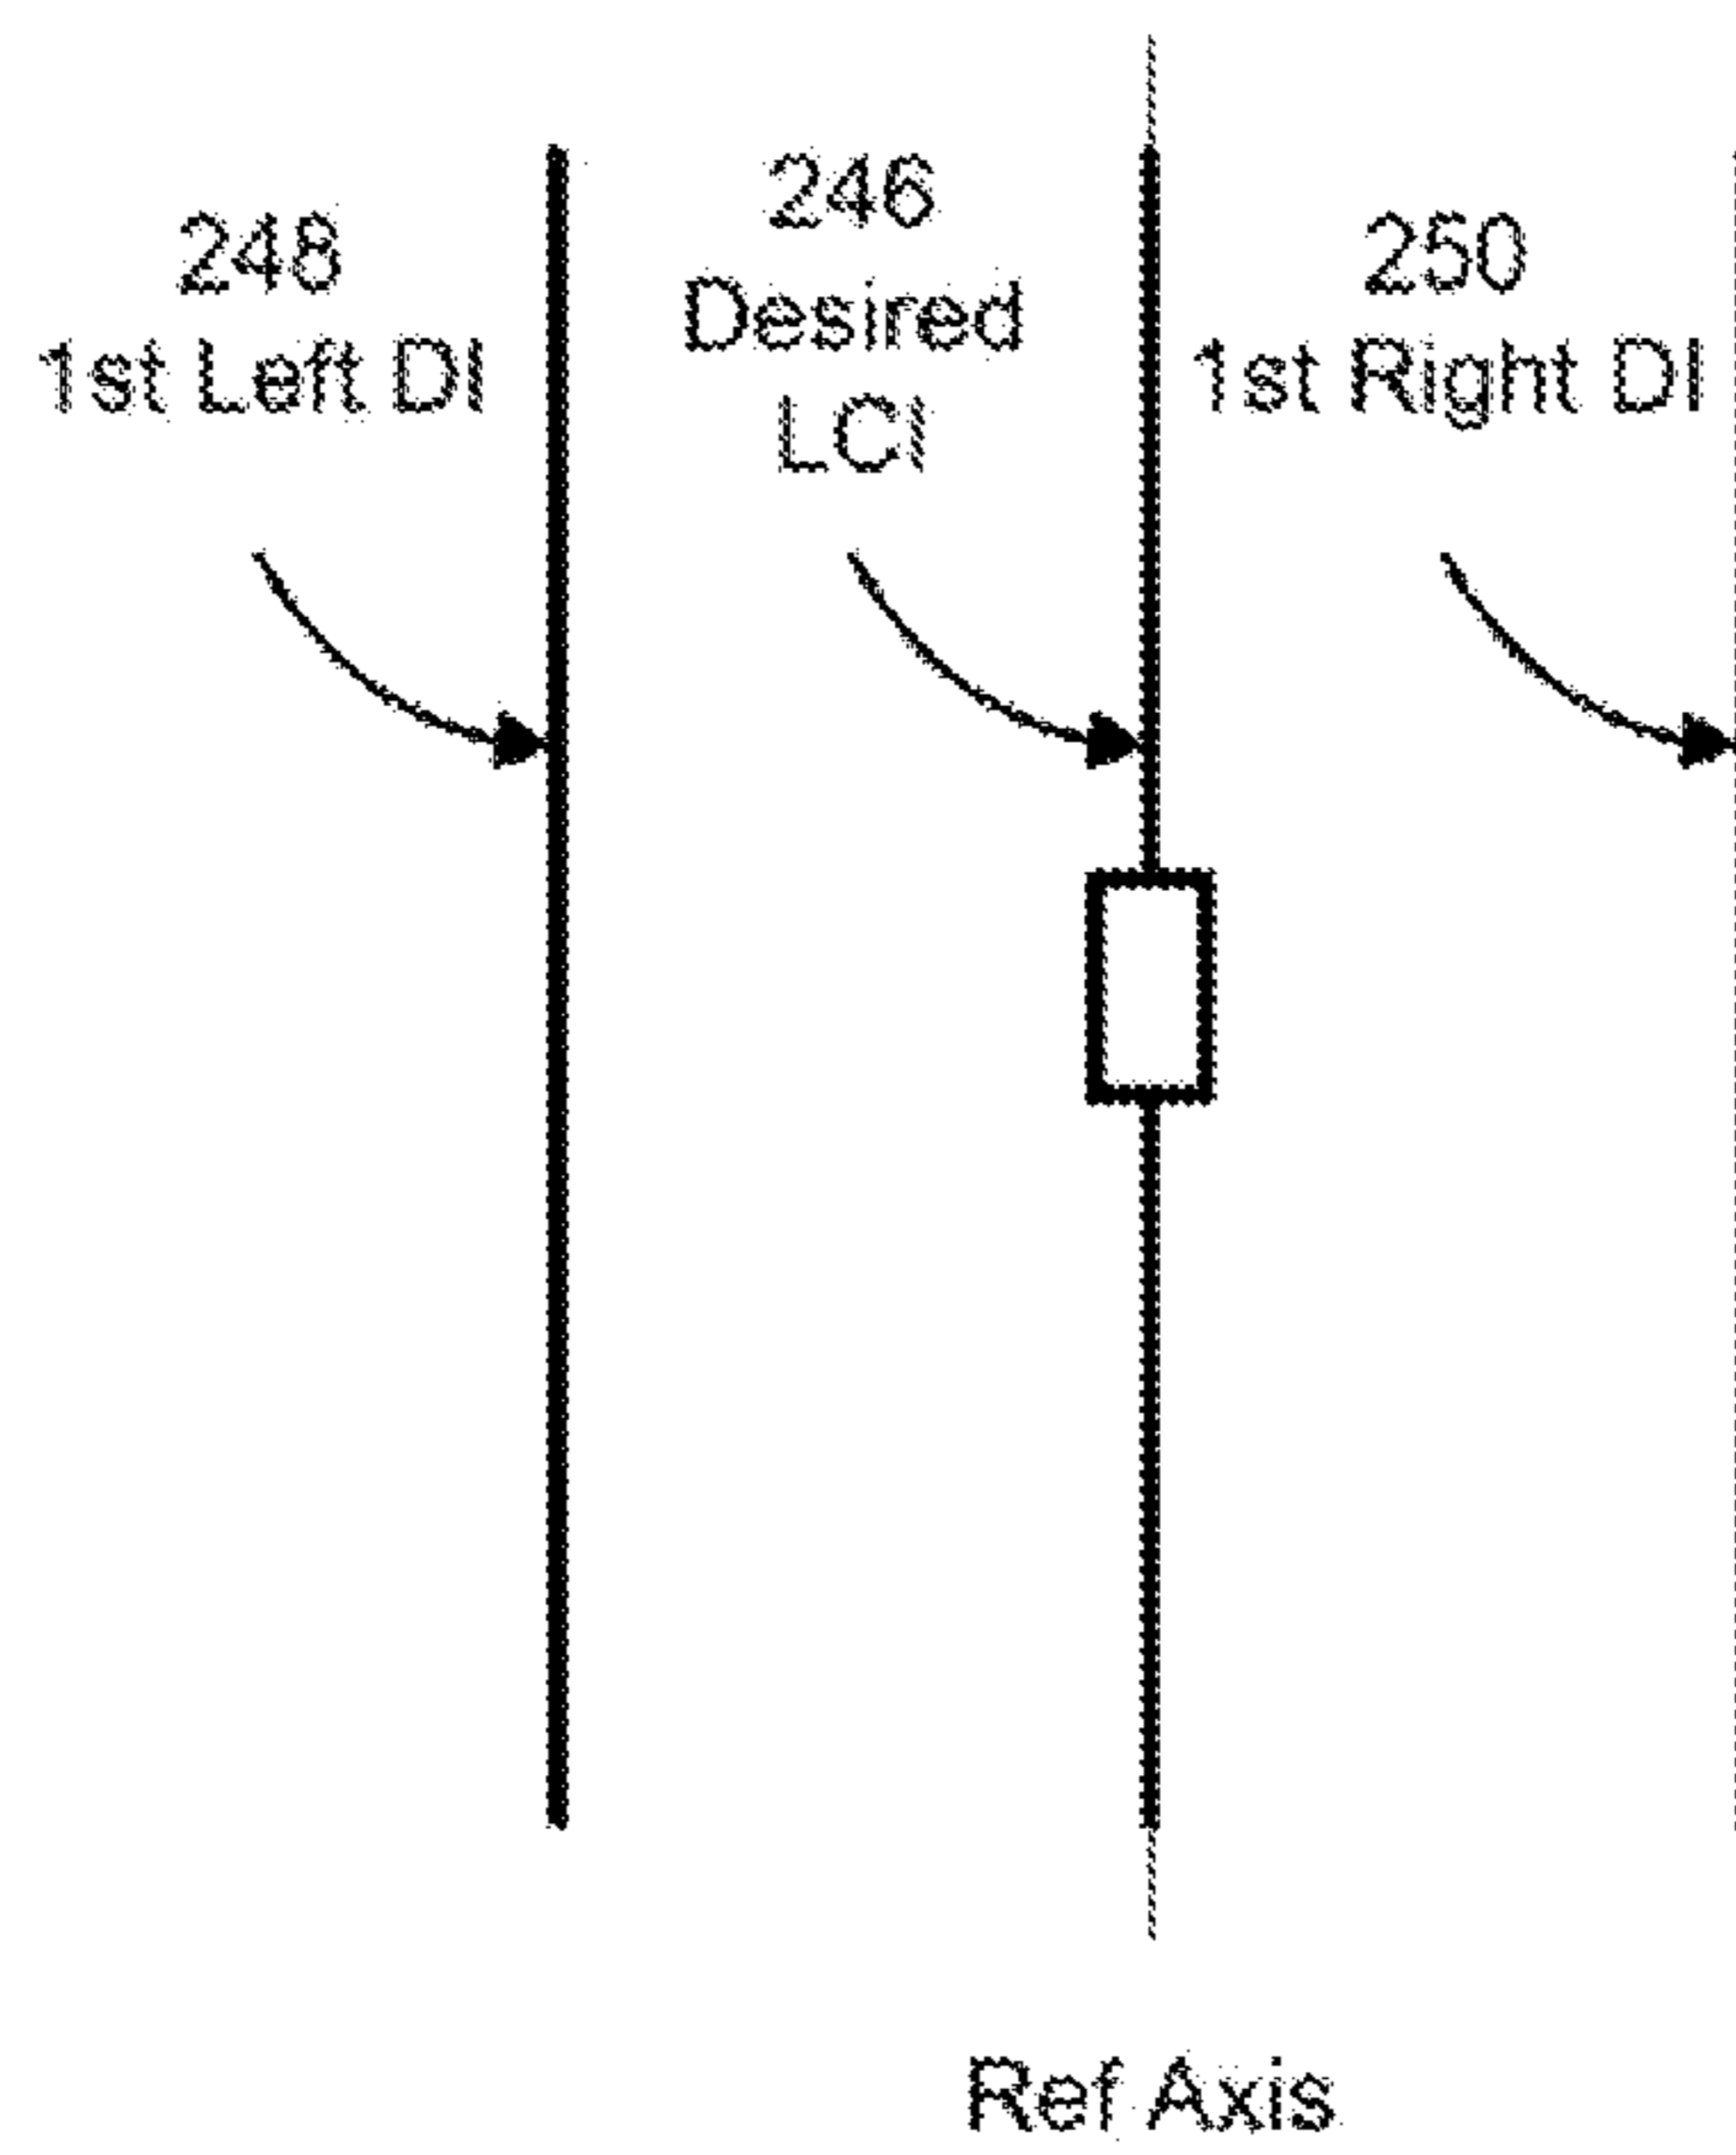 248
1st Left DI
246
Desired
LCI
250
1st Right DI
Ref Axis